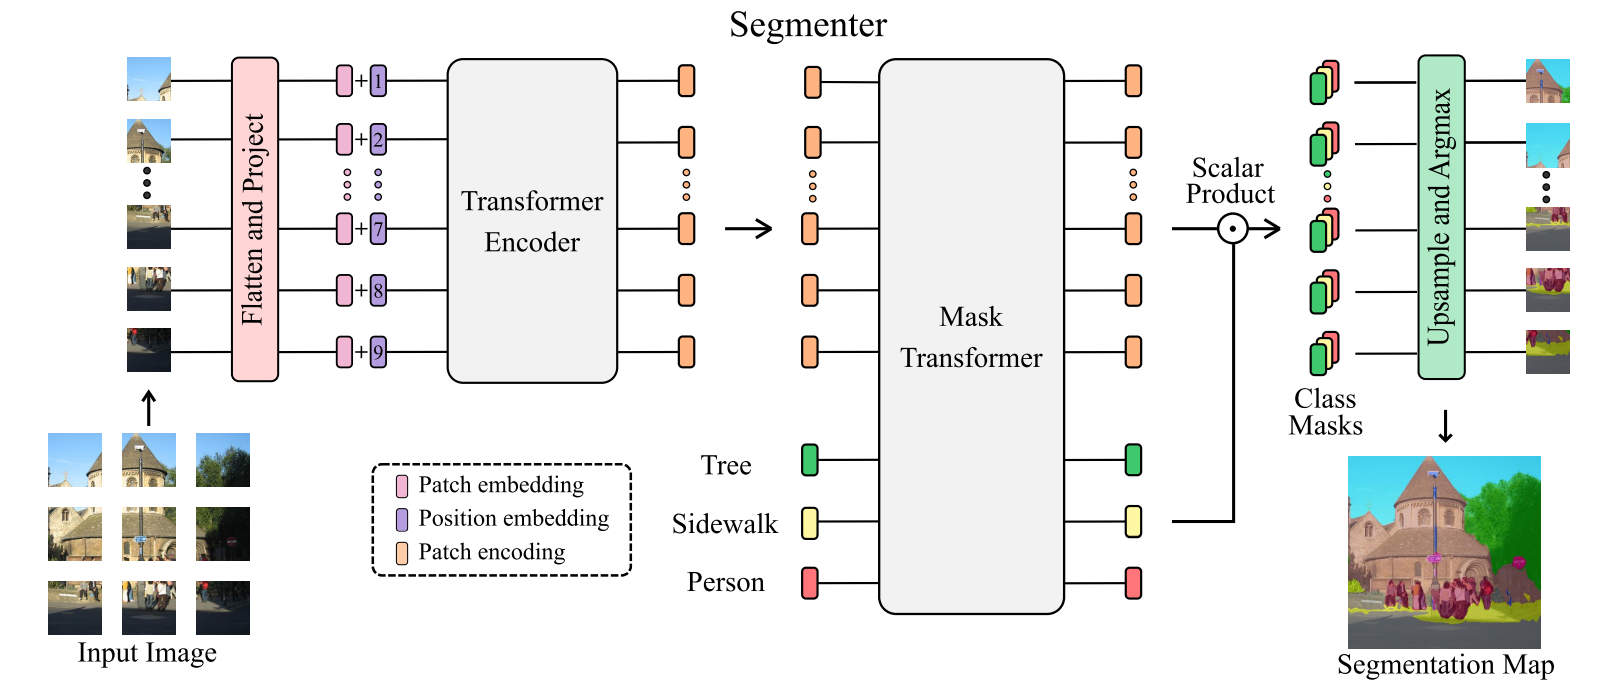 Segmenter
Flatten and Project
+ 1
+ 2
+ 7
+ 8
+ 9
Transformer
Encoder
Mask
Transformer
Scalar
Product
Class
Masks
Upsample and Argmax
Tree
Sidewalk
Person
Patch embedding
Position embedding
Patch encoding
Input Image
Segmentation Map